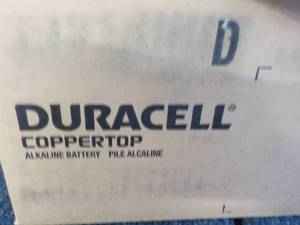 D
DURACELL®
COPPERTOP
ALKALINE BATTERY PILE ALCALINE